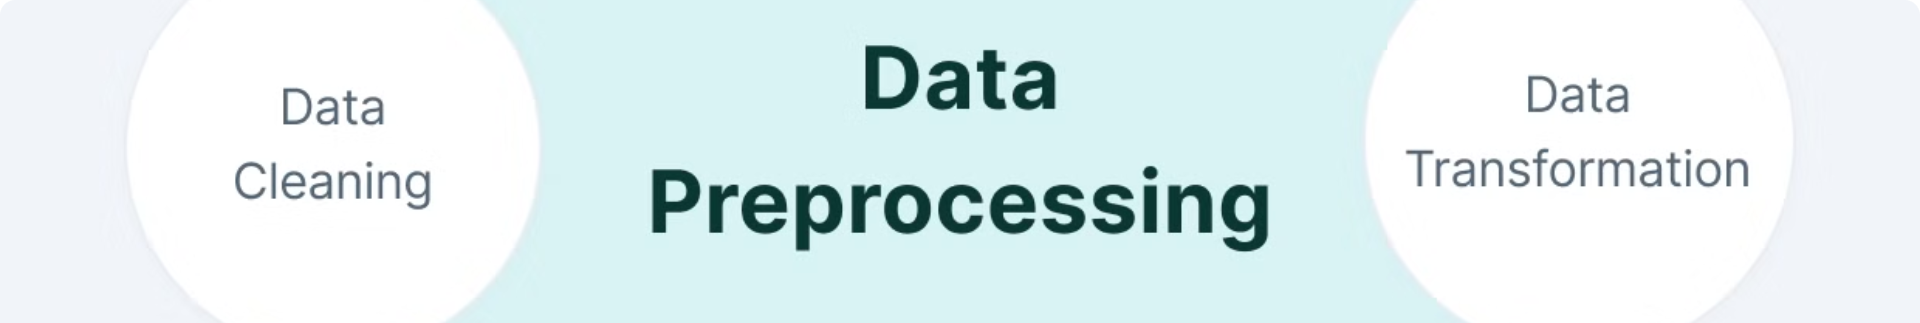 Data
Cleaning
Data
Preprocessing
Data
Transformation